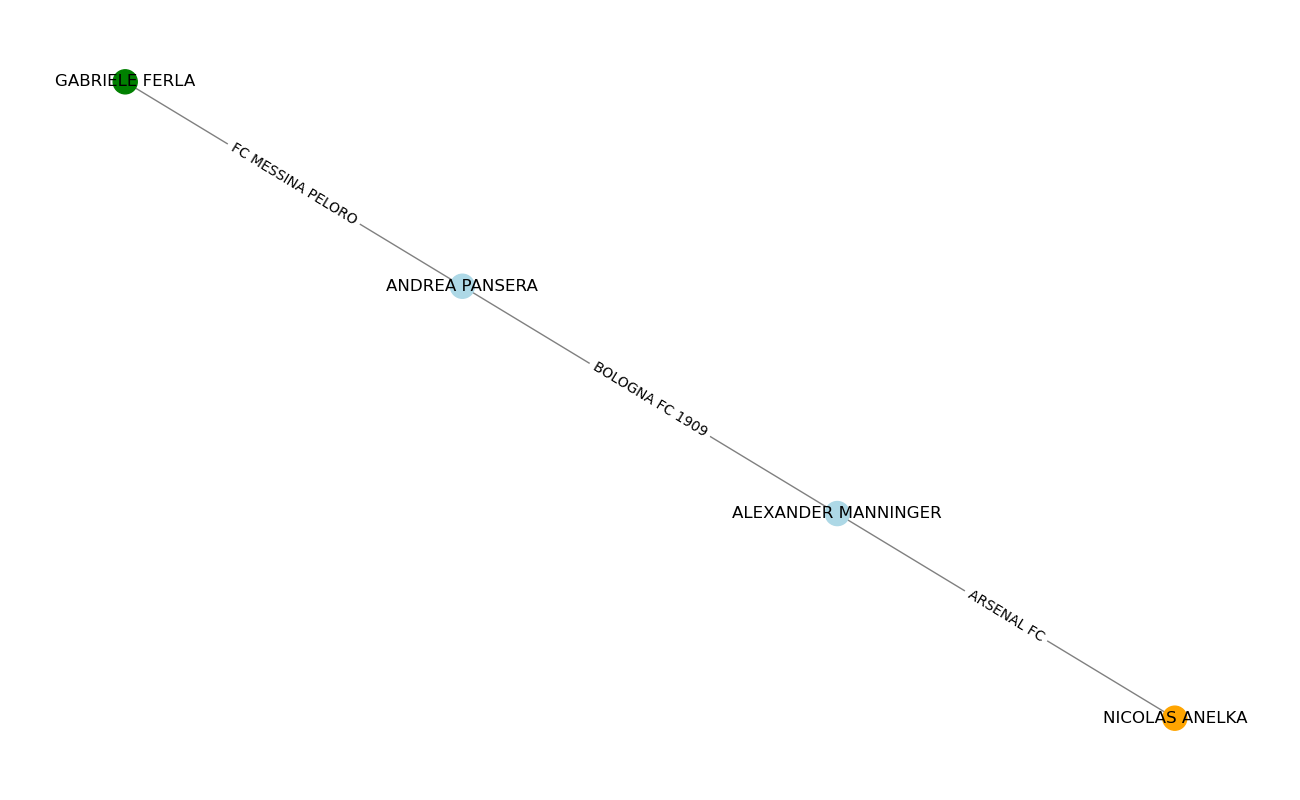 GABRIELE FERLA
FC MESSINA PELORO
ANDREA PANSERA
BOLOGNA FC 1909
ALEXANDER MANNINGER
ARSENAL FC
NICOLAS ANELKA